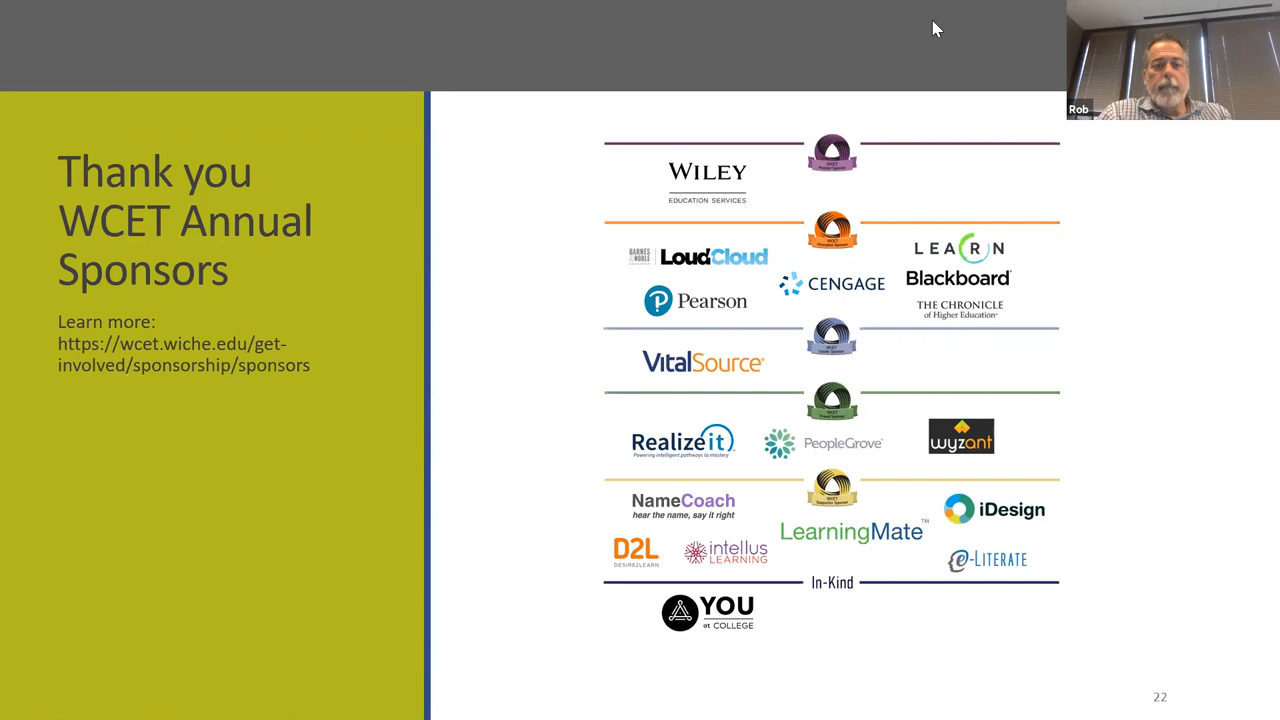 Rob
Thank you
WCET Annual
Sponsors
Learn more:
https://wcet.wiche.edu/get-
involved/sponsorship/sponsors
WILEY
EDUCATION SERVICES
BARNES
& NOBLE
LoudCloud
Pearson
CENGAGE
LEARN
Blackboard
THE CHRONICLE
of Higher Education
VitalSource
Realizeit
Powering intelligent pathways to mastery
PeopleGrove
wyzant
NameCoach
hear the name, say it right
LearningMate™
iDesign
D2L
DESIRE2LEARN
intellus
LEARNING
e-LITERATE
In-Kind
YOU
at COLLEGE
22